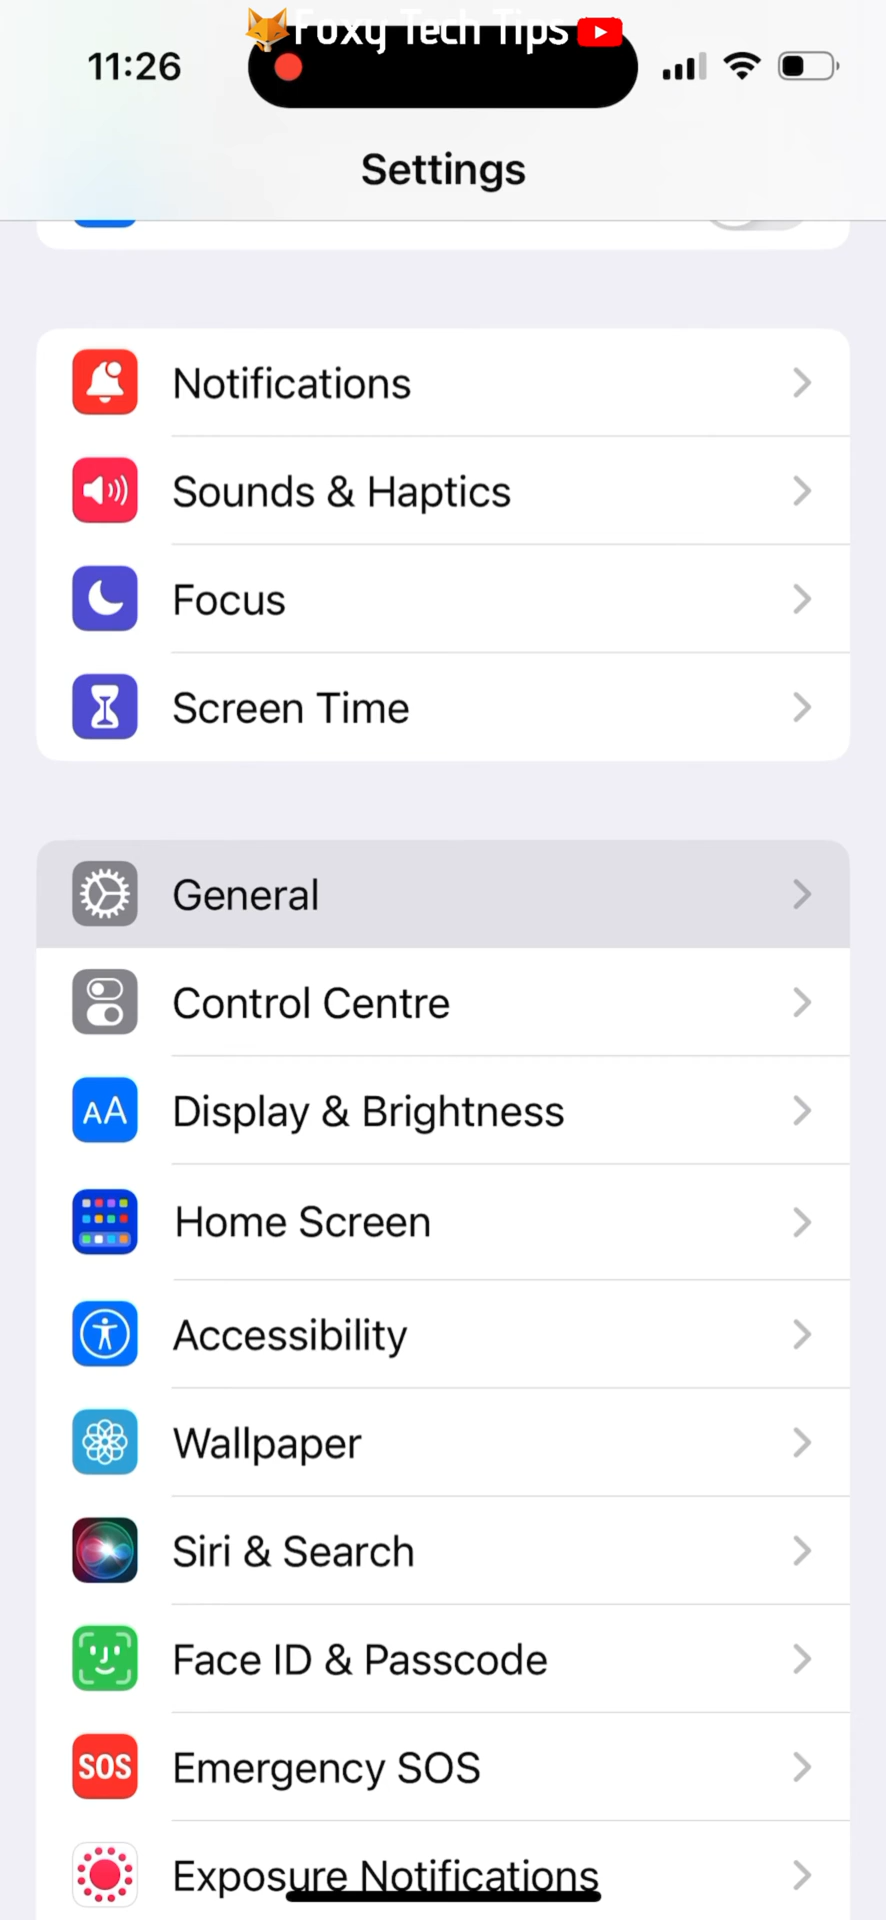 Foxy Tech Tips
11:26
Settings
Notifications
Sounds & Haptics
Focus
Screen Time
General
Control Centre
AA Display & Brightness
Home Screen
Accessibility
Wallpaper
Siri & Search
Face ID & Passcode
SOS Emergency SOS
Exposure Notifications